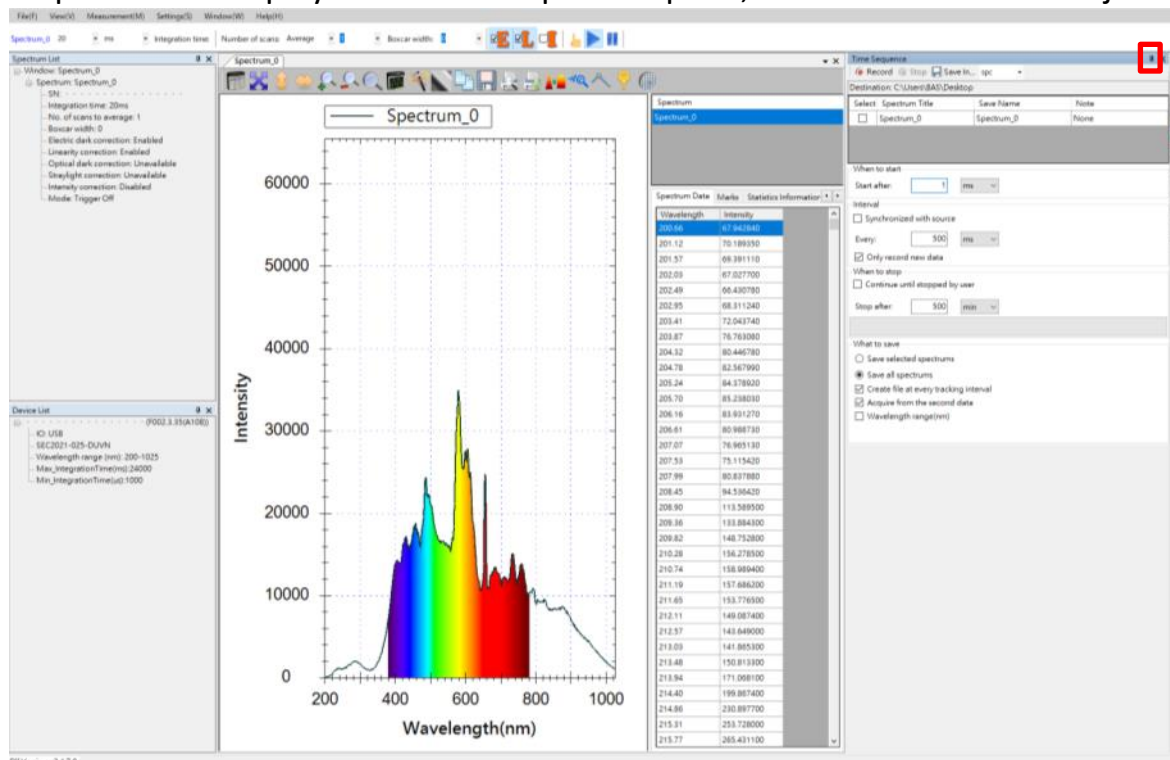 File(F) View(V) Measurement(M) Settings(S) Window(W) Help(H)
Spectrum_0 20 ms Integration time: Number of scans: Average Boxcar width:
Spectrum List
Window: Spectrum_0
Spectrum: Spectrum_0
SN:
Integration time: 20ms
No. of scans to average: 1
Boxcar width: 0
Electric dark correction: Enabled
Linearity correction: Enabled
Optical dark correction: Unavailable
Straylight correction: Unavailable
Intensity correction: Disabled
Mode: Trigger Off
Device List
(F002.3.35(A10B))
IO: USB
SEC2021-025-DUVN
Wavelength range (nm): 200-1025
Max_IntegrationTime(ms):24000
Min_IntegrationTime(us):1000
Spectrum_0
Spectrum_0
Intensity
60000
50000
40000
30000
20000
10000
0
200 400 600 800 1000
Wavelength(nm)
Spectrum
Spectrum_0
Spectrum Data Marks Statistics Information
Wavelength Intensity
200.66 67.942840
201.12 70.189350
201.57 69.391110
202.03 67.027700
202.49 66.430760
202.95 68.311240
203.41 72.043740
203.87 76.763060
204.32 80.446780
204.78 82.567990
205.24 84.378920
205.70 85.238030
206.16 83.931270
206.61 80.988730
207.07 76.965130
207.53 75.115420
207.99 80.837880
208.45 94.536420
208.90 113.589500
209.36 133.884300
209.82 148.752800
210.28 156.278500
210.74 158.989400
211.19 157.686200
211.65 153.776500
212.11 149.087400
212.57 143.649000
213.03 141.865300
213.48 150.813300
213.94 171.068100
214.40 199.867400
214.86 230.897700
215.31 253.728000
215.77 265.431100
Time Sequence
Record Stop Save In... spc
Destination: C:\Users\BAS\Desktop
Select Spectrum Title Save Name Note
Spectrum_0 Spectrum_0 None
When to start
Start after: 1 ms
Interval
Synchronized with source
Every: 500 ms
Only record new data
When to stop
Continue until stopped by user
Stop after: 500 min
What to save
Save selected spectrums
Save all spectrums
Create file at every tracking interval
Acquire from the second data
Wavelength range(nm)